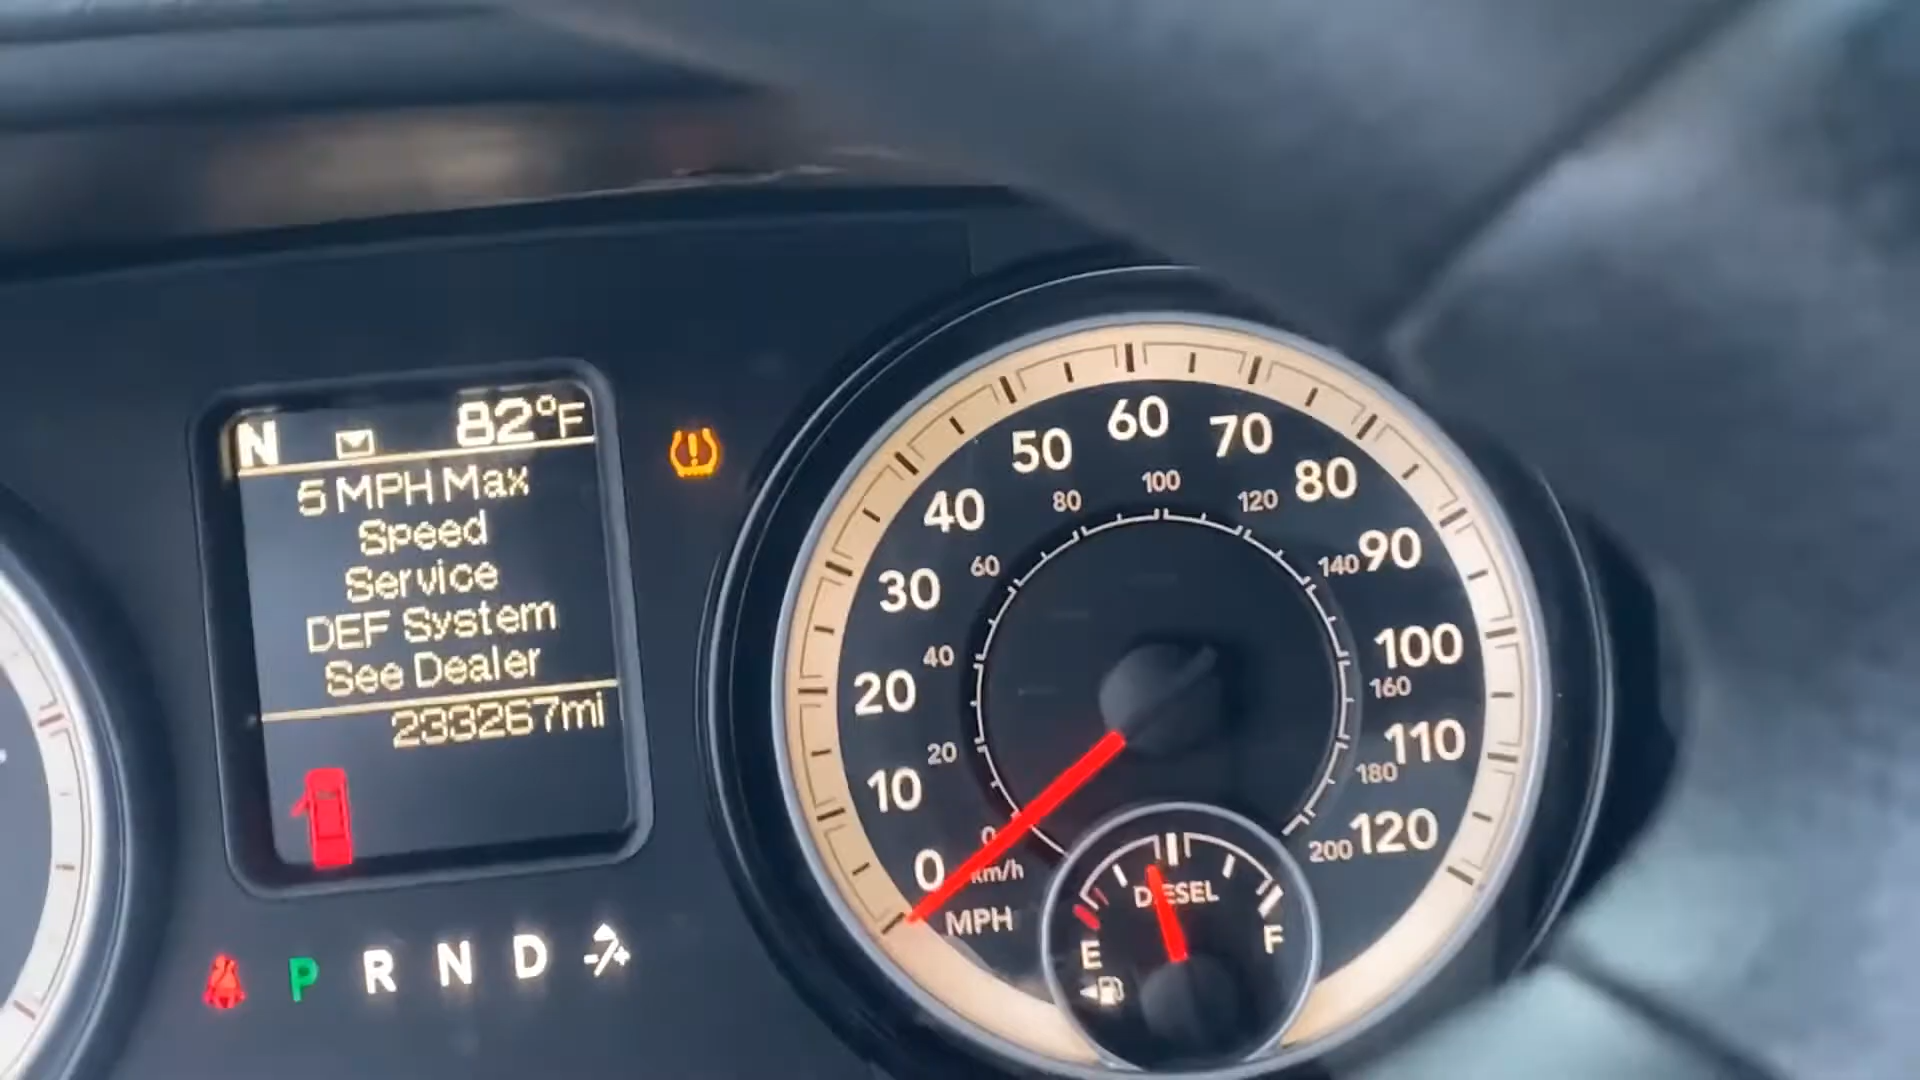 N 82°F
5 MPH Max
Speed
Service
DEF System
See Dealer
233267mi
P R N D -/+
0 10 20 30 40 50 60 70 80 90 100 110 120
MPH
0 20 40 60 80 100 120 140 160 180 200
km/h
DIESEL
E F